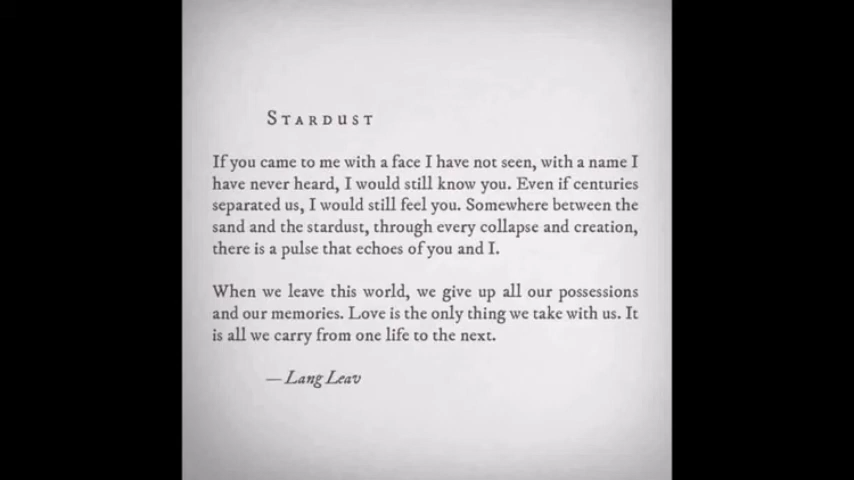 STARDUST
If you came to me with a face I have not seen, with a name I
have never heard, I would still know you. Even if centuries
separated us, I would still feel you. Somewhere between the
sand and the stardust, through every collapse and creation,
there is a pulse that echoes of you and I.
When we leave this world, we give up all our possessions
and our memories. Love is the only thing we take with us. It
is all we carry from one life to the next.
— Lang Leav